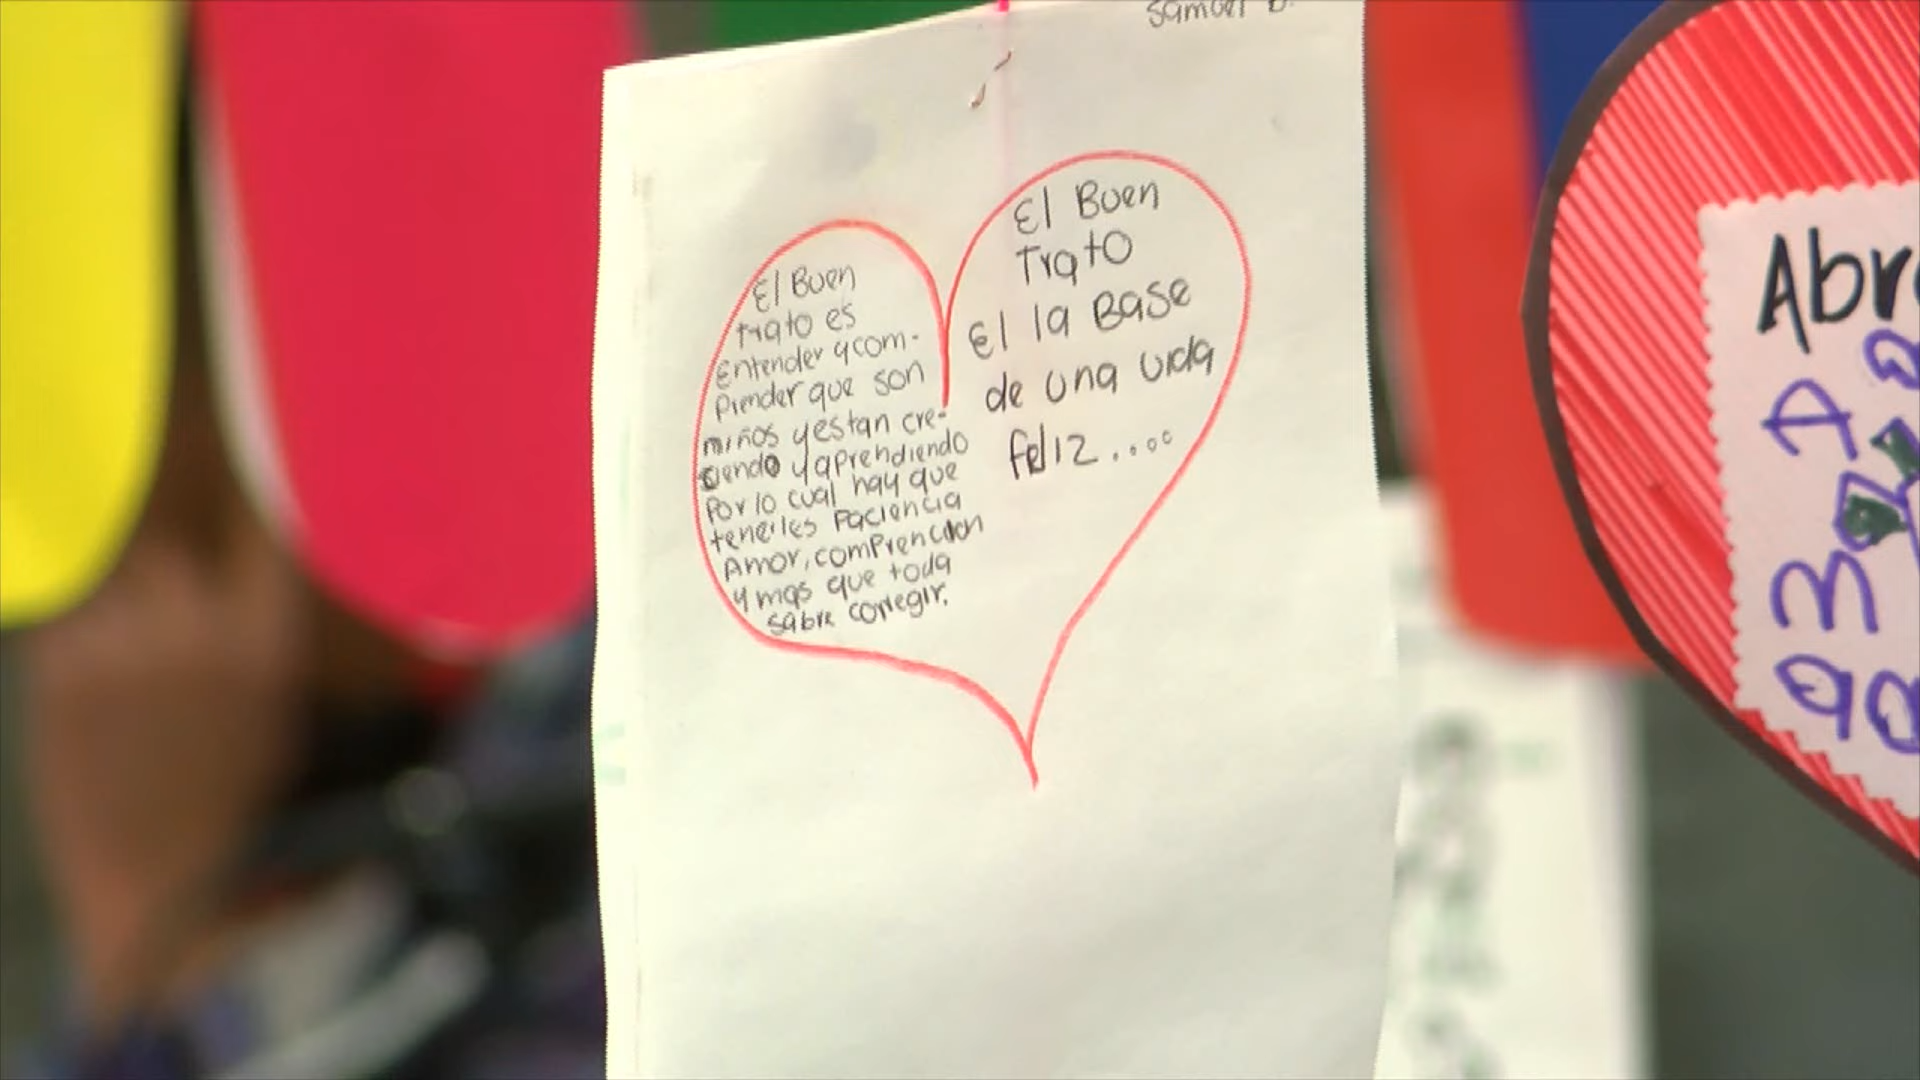 Samuel D.
El Buen
trato es
entender y com-
prender que son
niños y estan cre-
ciendo y aprendiendo
Por lo cual hay que
tenerles Paciencia
Amor, comprencion
y mas que toda
sabre corregir.
El Buen
Trato
El la Base
de una vida
feliz....
Abr